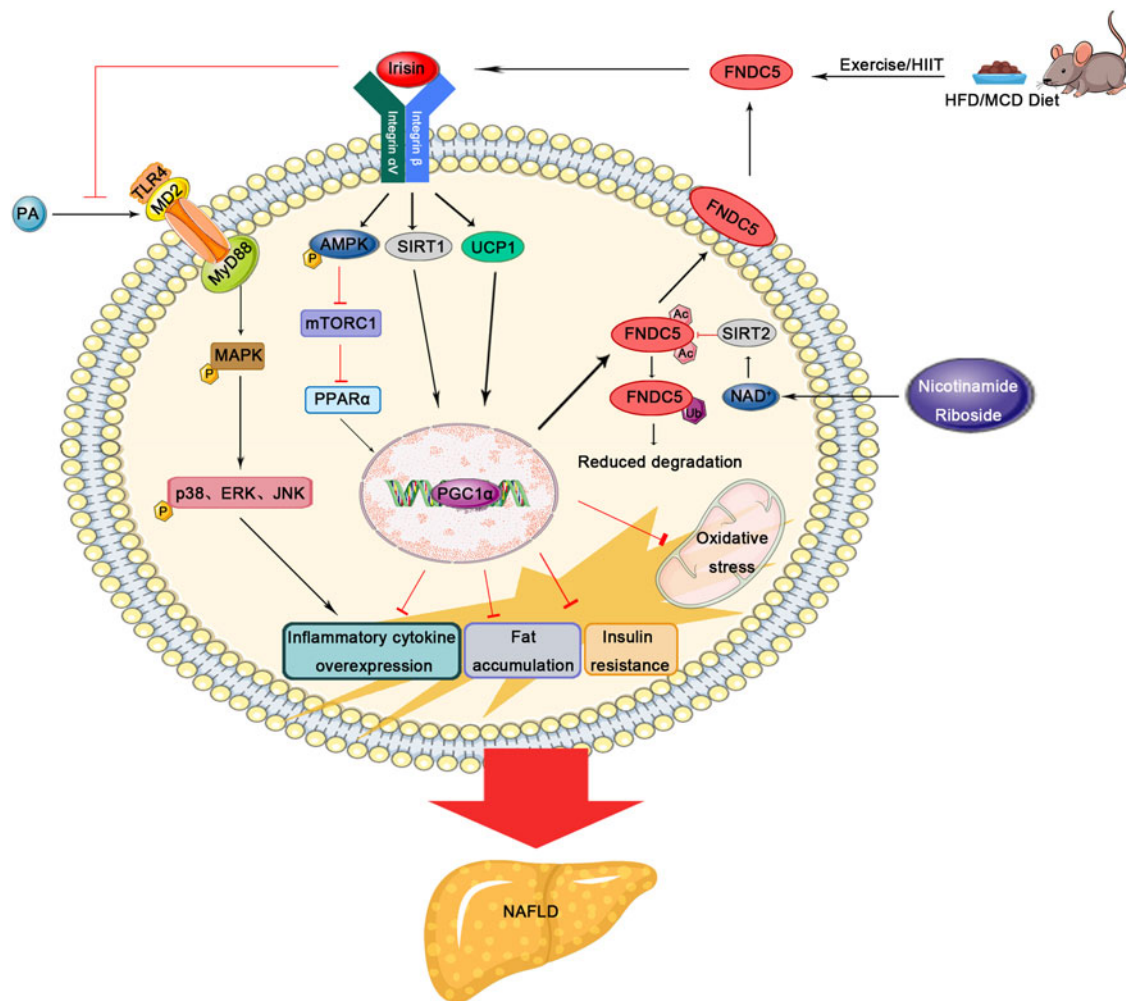 Irisin
Integrin αV
Integrin β
FNDC5
Exercise/HIIT
HFD/MCD Diet
PA
TLR4
MD2
MyD88
P
AMPK
SIRT1
UCP1
FNDC5
mTORC1
PPARα
P
MAPK
Ac
FNDC5
Ac
SIRT2
FNDC5
Ub
NAD⁺
Nicotinamide
Riboside
Reduced degradation
p38、ERK、JNK
P
PGC1α
Oxidative
stress
Inflammatory cytokine
overexpression
Fat
accumulation
Insulin
resistance
NAFLD